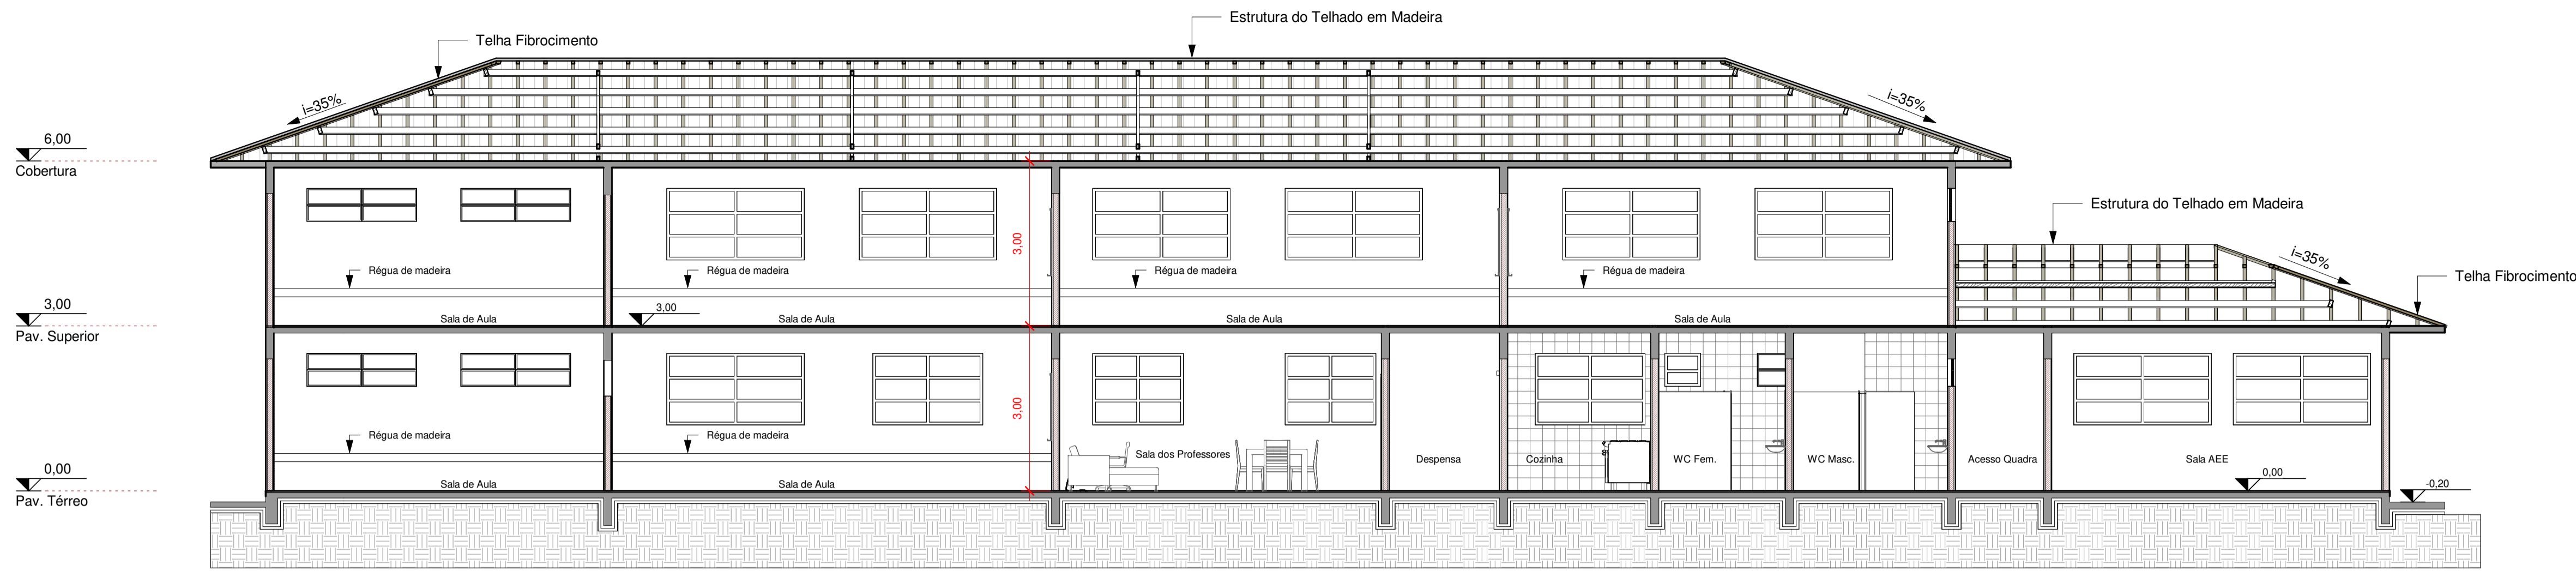 Estrutura do Telhado em Madeira
Telha Fibrocimento
i=35%
i=35%
6,00
Cobertura
Estrutura do Telhado em Madeira
i=35%
Telha Fibrocimento
3,00
Régua de madeira
Régua de madeira
Régua de madeira
Régua de madeira
3,00
Pav. Superior
3,00
Sala de Aula
Sala de Aula
Sala de Aula
Sala de Aula
3,00
Régua de madeira
Régua de madeira
Sala dos Professores
Despensa
Cozinha
WC Fem.
WC Masc.
Acesso Quadra
Sala AEE
0,00
Pav. Térreo
Sala de Aula
Sala de Aula
0,00
-0,20